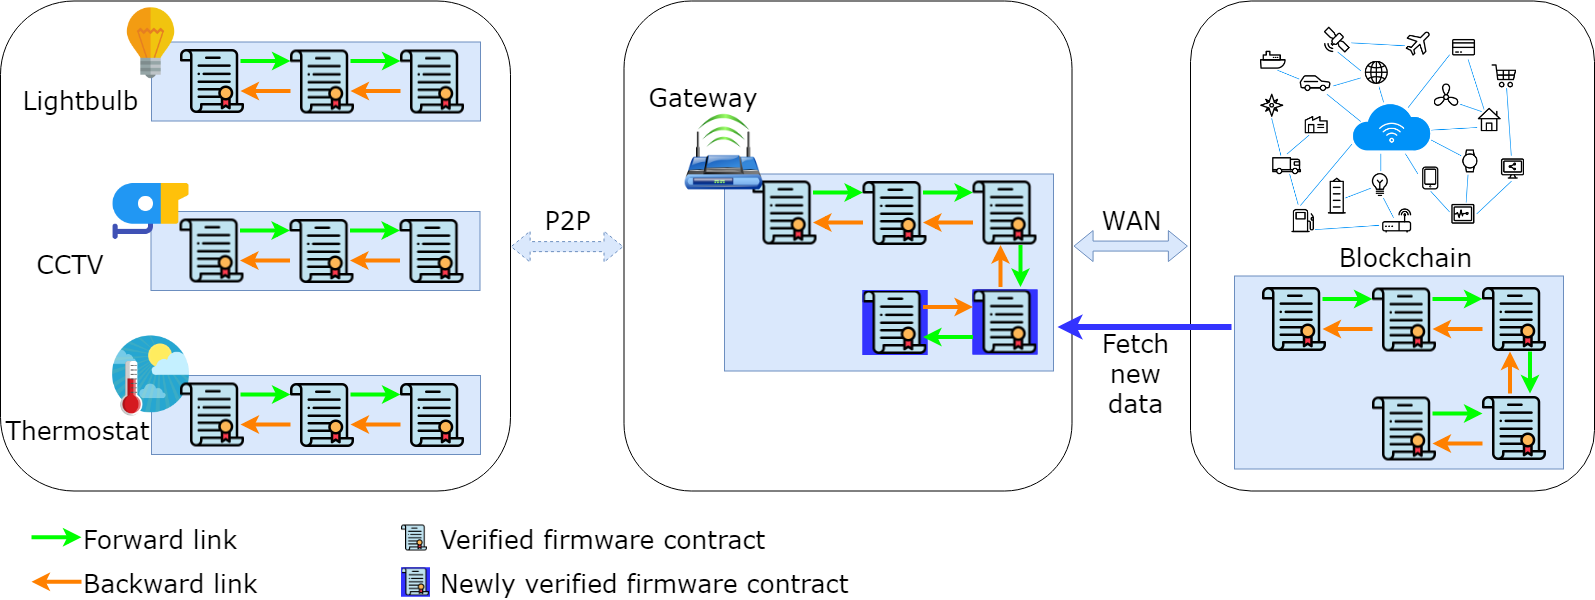 Lightbulb
CCTV
Thermostat
P2P
Gateway
WAN
Fetch
new
data
Blockchain
Forward link
Backward link
Verified firmware contract
Newly verified firmware contract